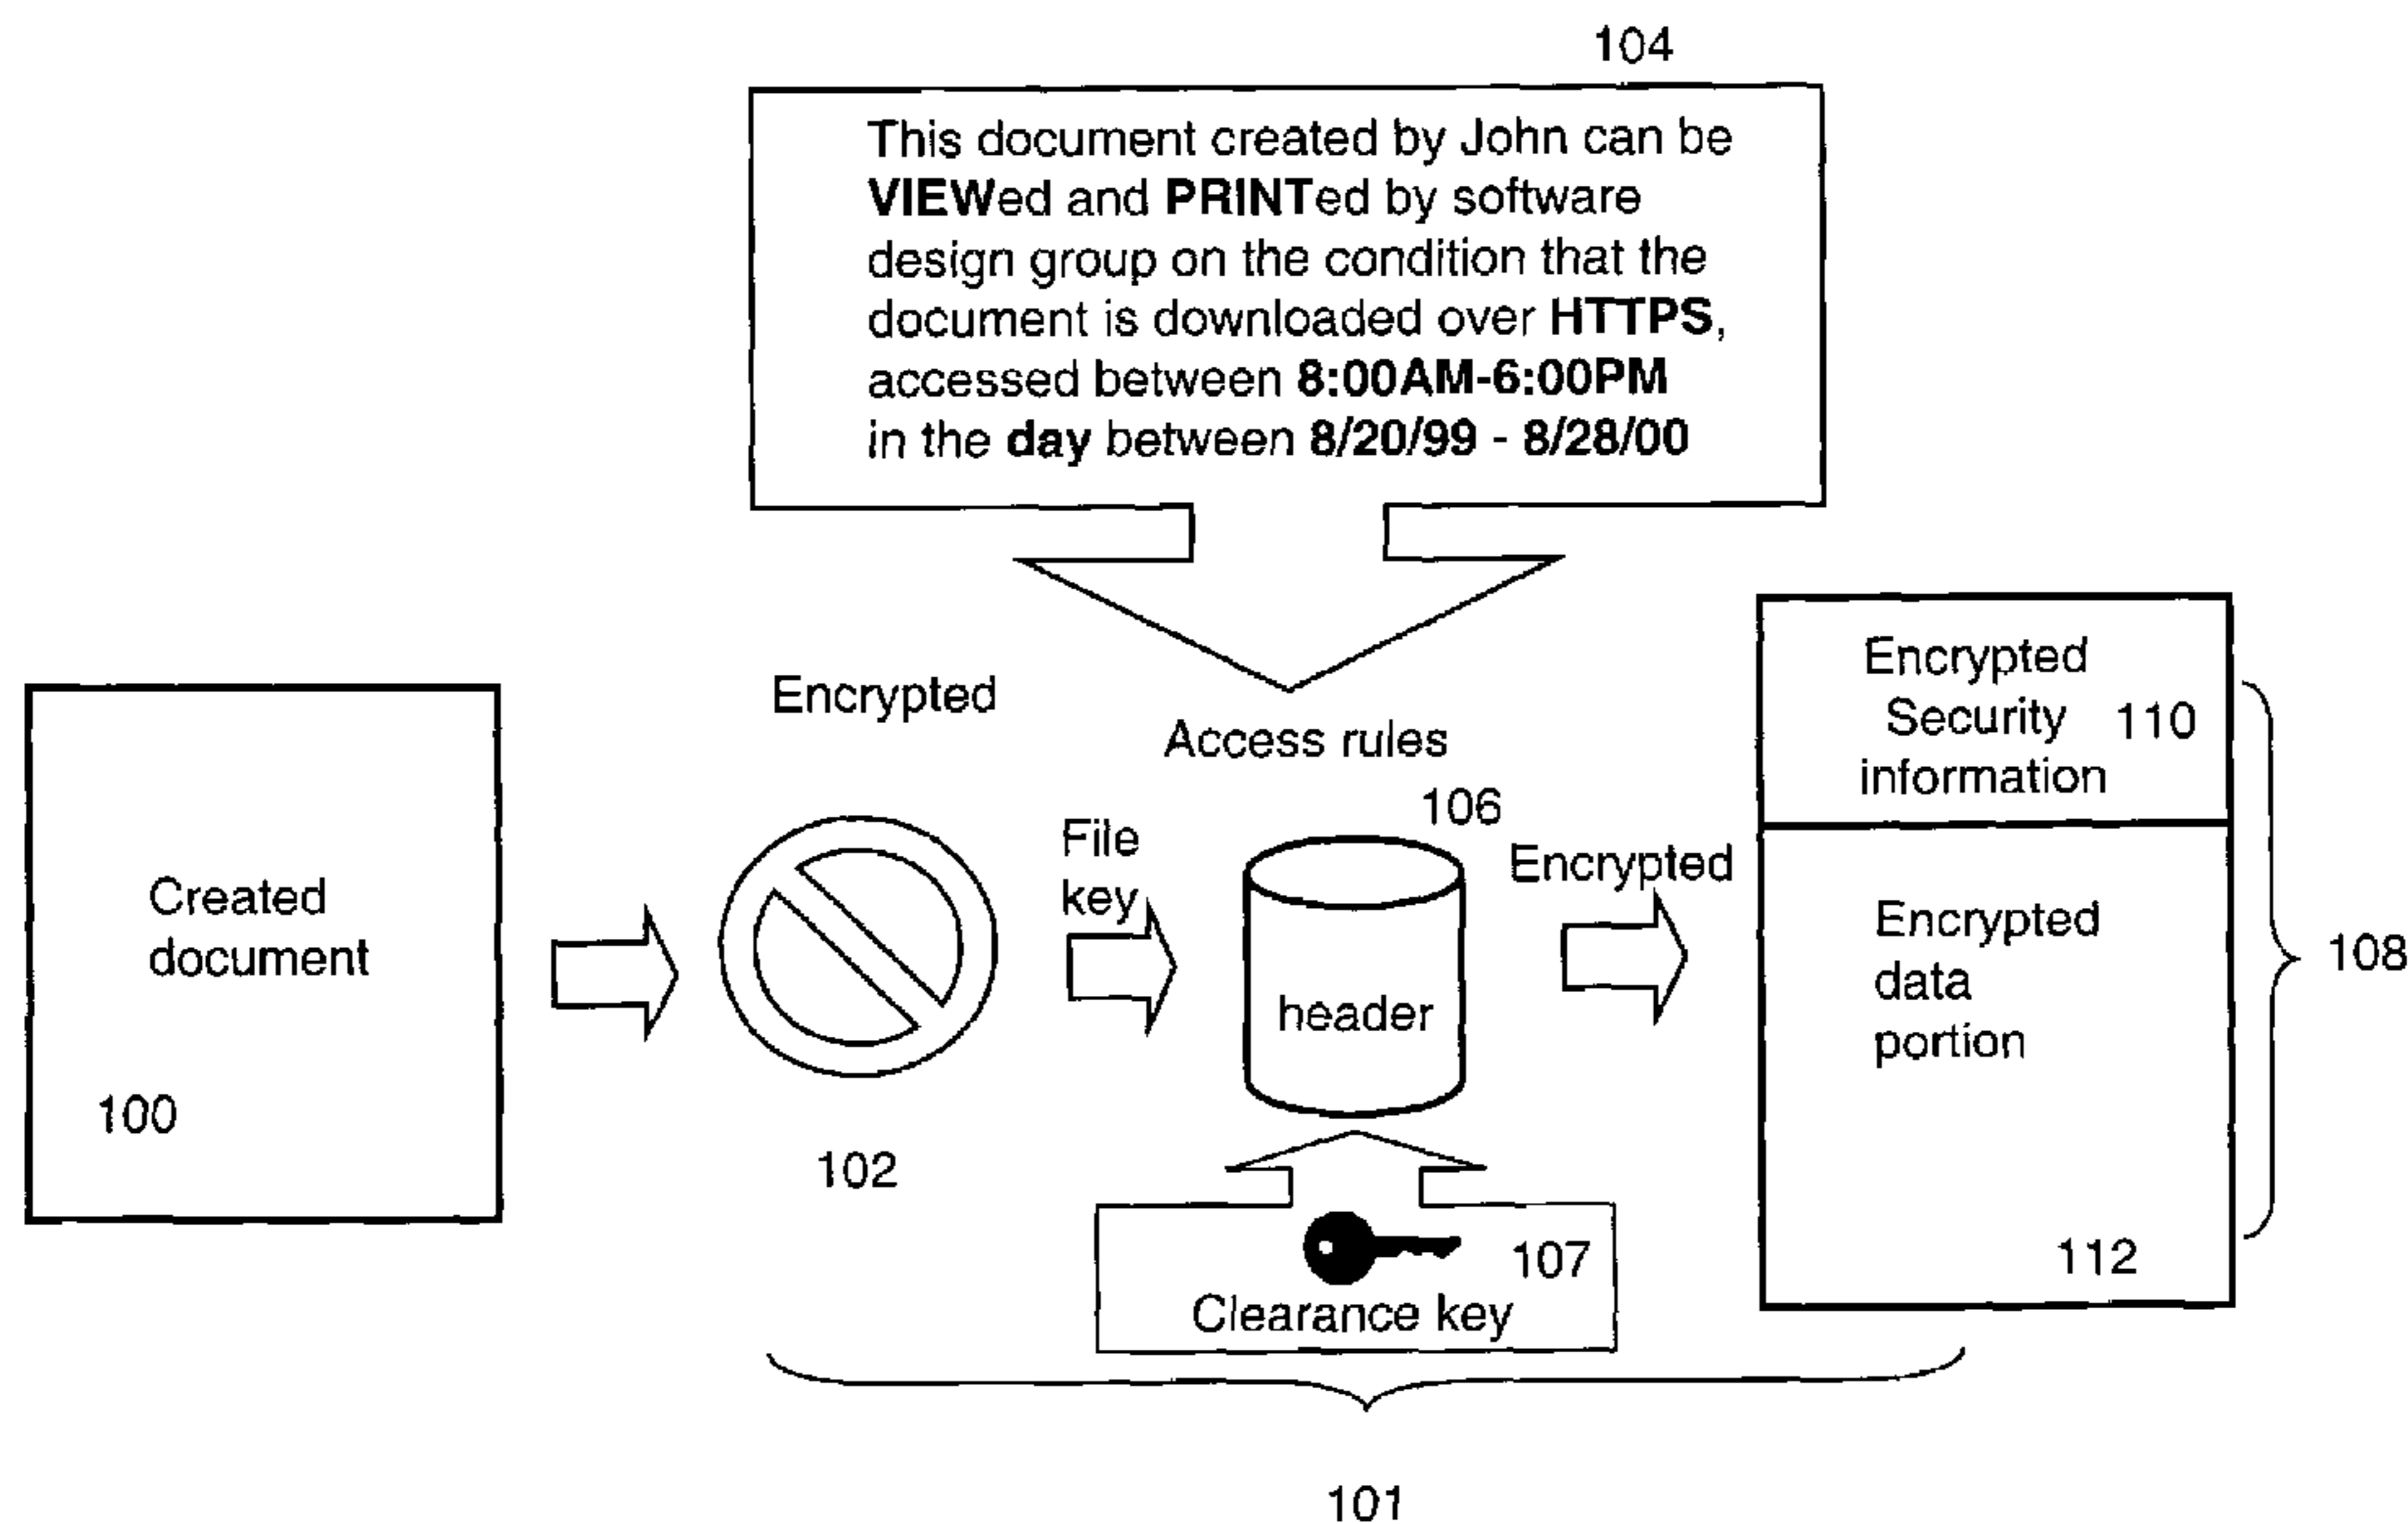 104
This document created by John can be
VIEWed and PRINTed by software
design group on the condition that the
document is downloaded over HTTPS,
accessed between 8:00AM-6:00PM
in the day between 8/20/99 - 8/28/00
Created
document
100
Encrypted
102
File
key
Access rules
106
header
Encrypted
107
Clearance key
101
Encrypted
Security 110
information
Encrypted
data
portion
112
108